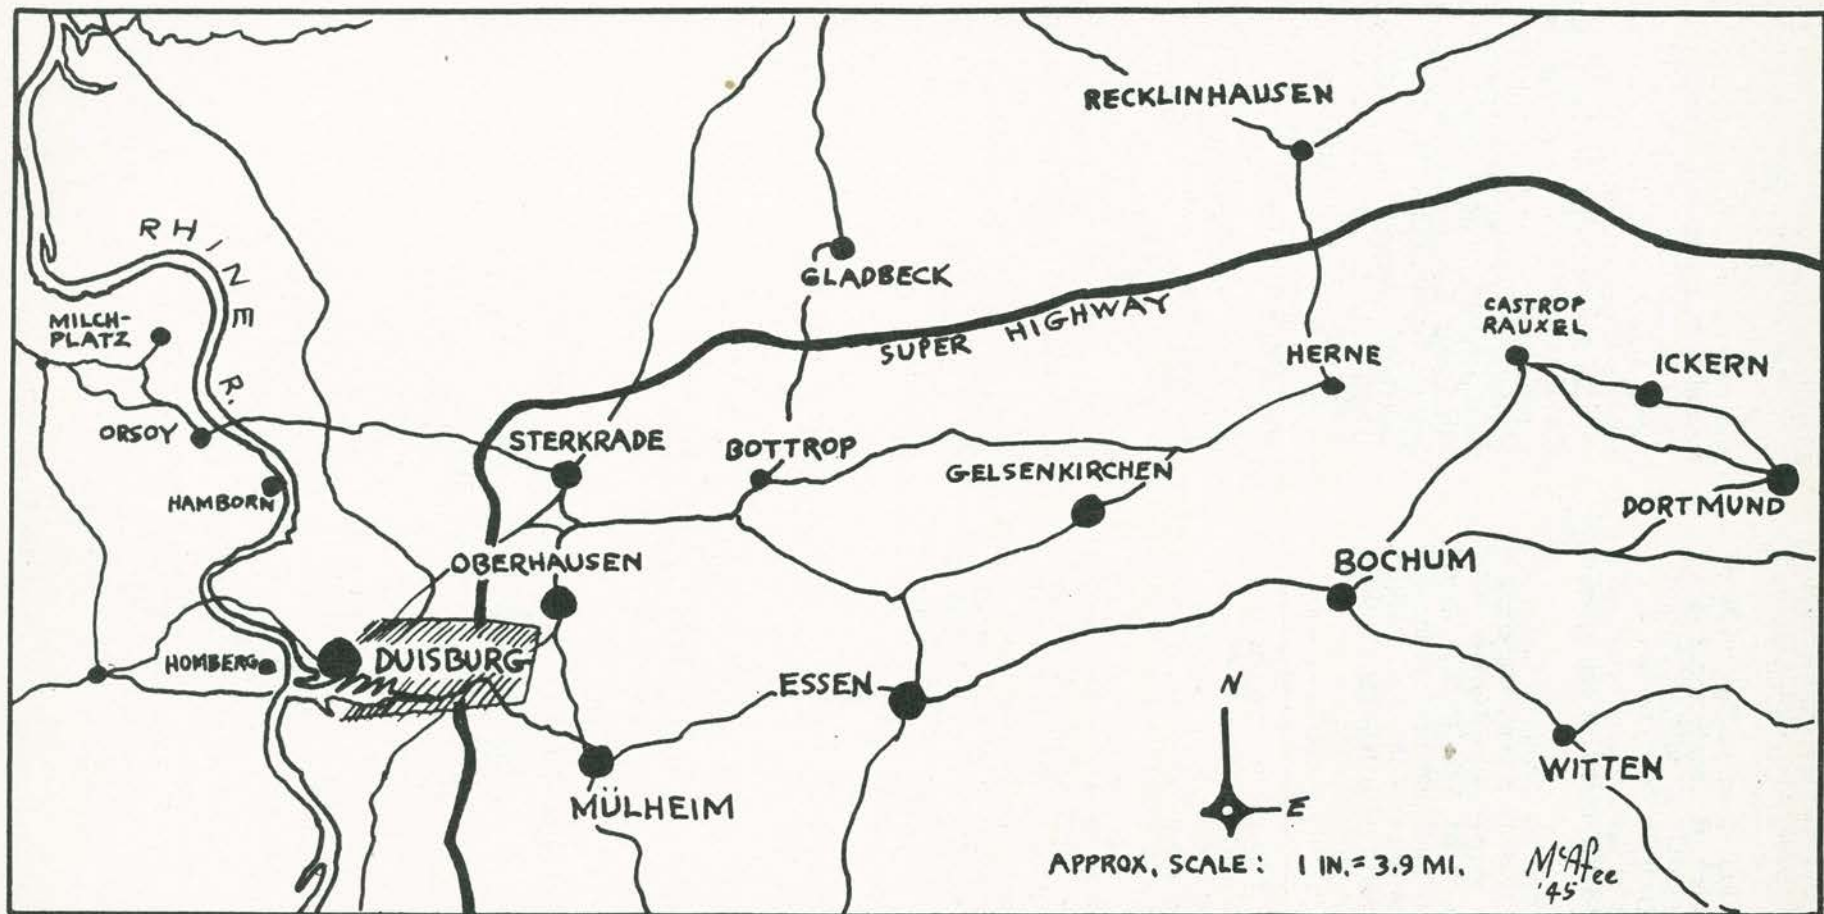 RECKLINHAUSEN
RHINE R.
GLADBECK
SUPER HIGHWAY
MILCH-
PLATZ
CASTROP
RAUXEL
HERNE
ICKERN
ORSOY
STERKRADE
BOTTROP
GELSENKIRCHEN
HAMBORN
DORTMUND
OBERHAUSEN
BOCHUM
HOMBERG
DUISBURG
ESSEN
N
WITTEN
MÜLHEIM
E
APPROX. SCALE: 1 IN. = 3.9 MI.
McAfee
'45